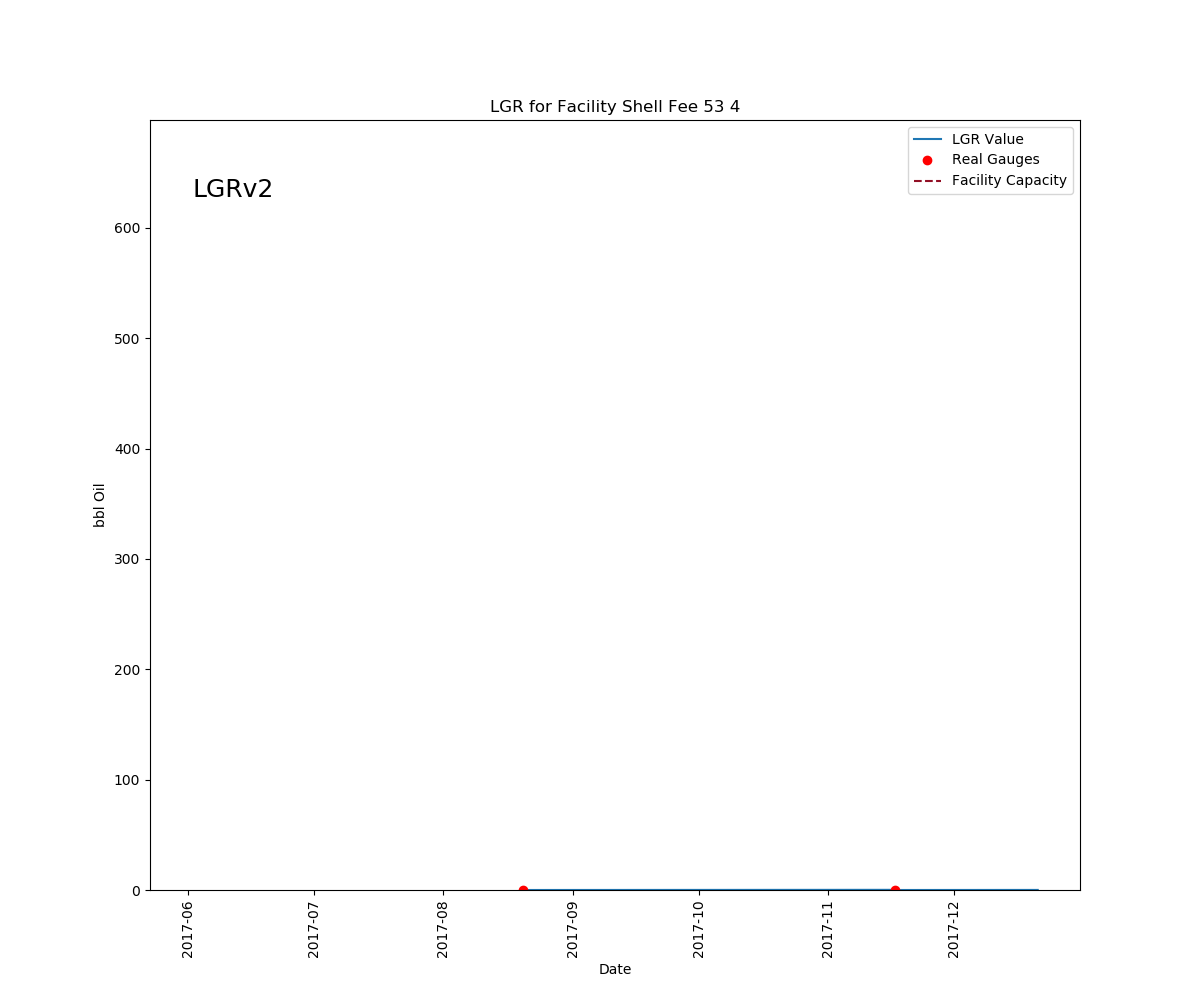 LGR for Facility Shell Fee 53 4
LGR Value
Real Gauges
Facility Capacity
LGRv2
600
500
400
300
200
100
0
bbl Oil
2017-06
2017-07
2017-08
2017-09
2017-10
2017-11
2017-12
Date